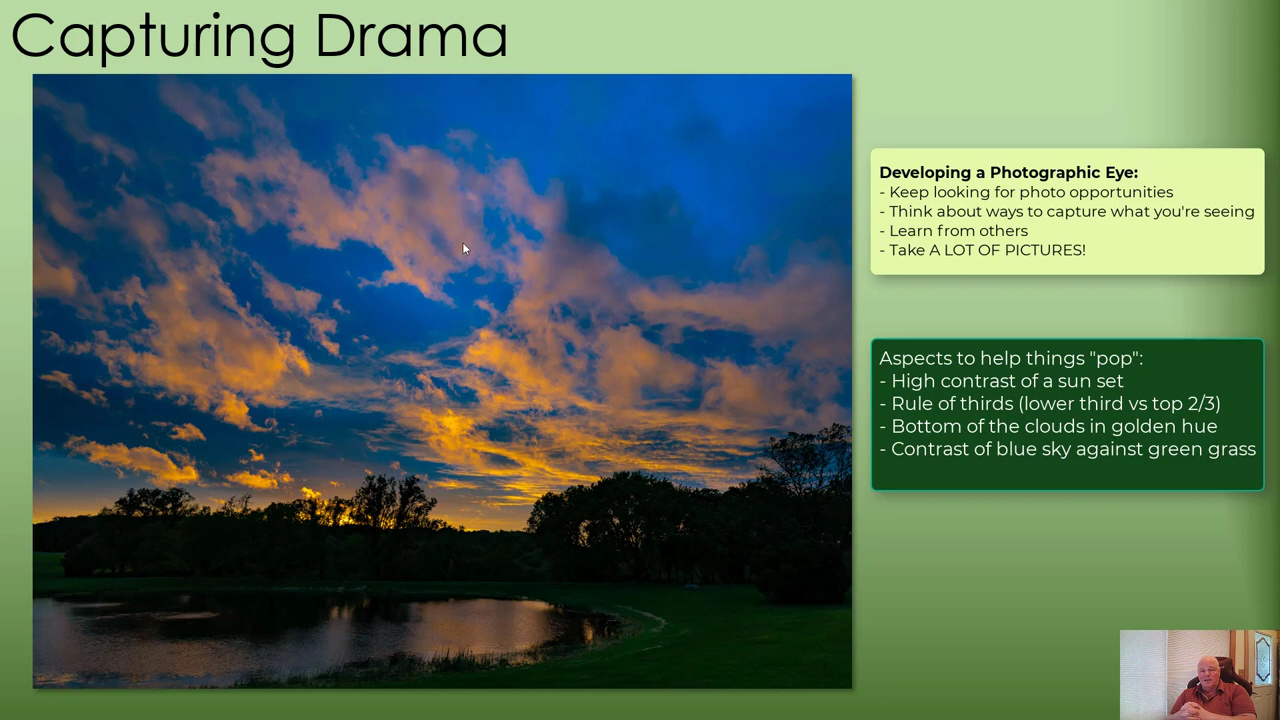 Capturing Drama
Developing a Photographic Eye:
- Keep looking for photo opportunities
- Think about ways to capture what you're seeing
- Learn from others
- Take A LOT OF PICTURES!
Aspects to help things "pop":
- High contrast of a sun set
- Rule of thirds (lower third vs top 2/3)
- Bottom of the clouds in golden hue
- Contrast of blue sky against green grass